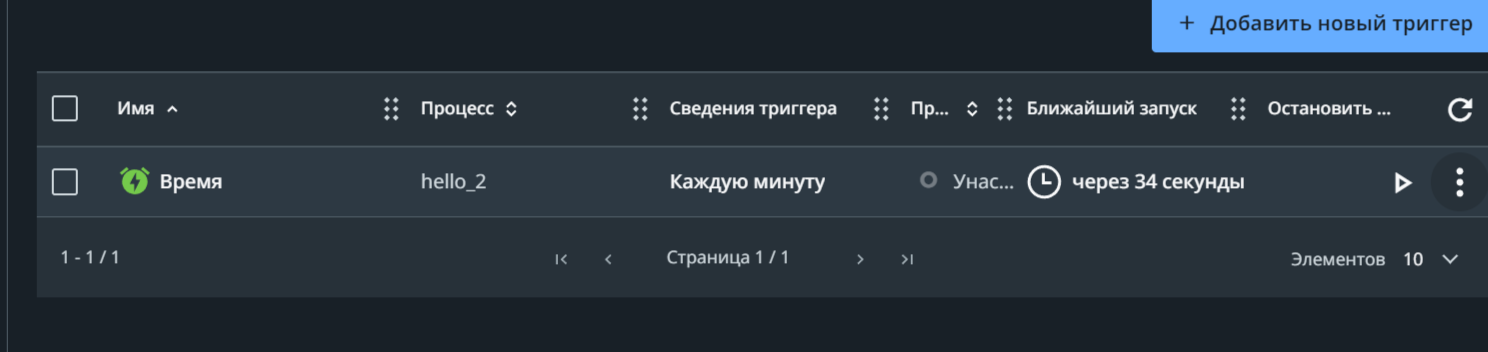 + Добавить новый триггер
Имя Процесс Сведения триггера Пр... Ближайший запуск Остановить ...
Время hello_2 Каждую минуту Унас... через 34 секунды
1 - 1 / 1 Страница 1 / 1 Элементов 10